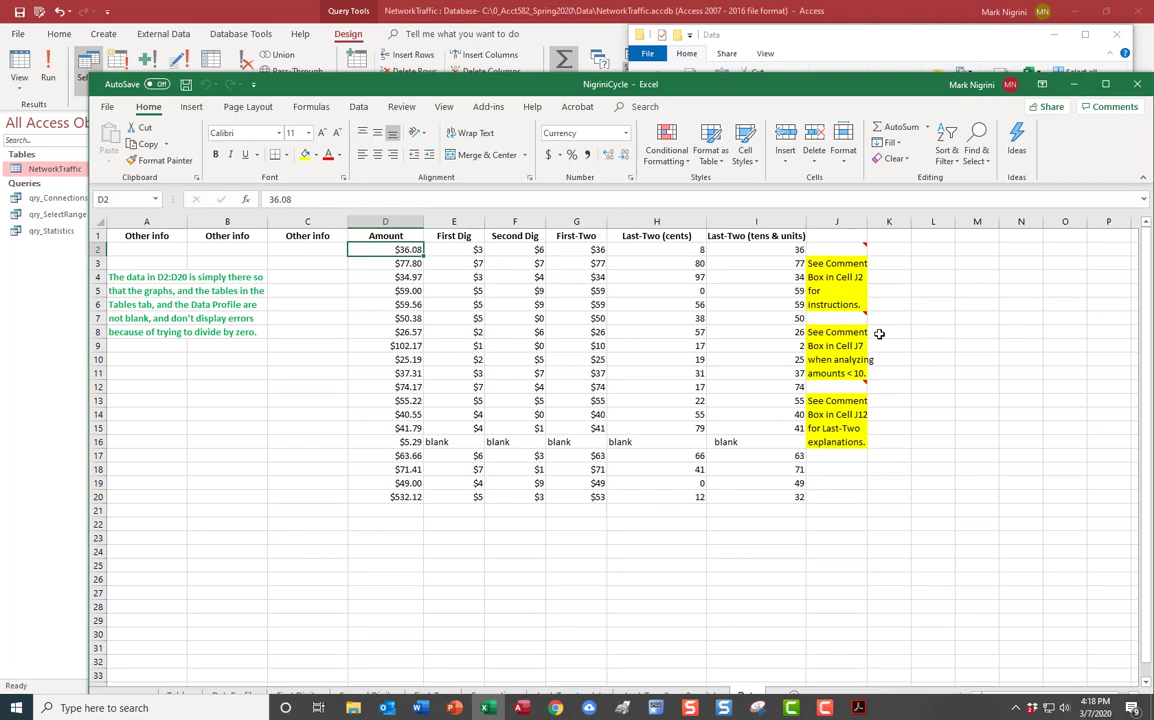 Query Tools
NetworkTraffic : Database- C:\0_Acct582_Spring2020\Data\NetworkTraffic.accdb (Access 2007 - 2016 file format) - Access
Mark Nigrini MN
File Home Create External Data Database Tools Design Tell me what you want to do
Data
File Home Share View
View Run
Union
Insert Rows Insert Columns
Results
AutoSave Off
NigriniCycle - Excel
Mark Nigrini MN
File Home Insert Page Layout Formulas Data Review View Add-ins Help Acrobat Search Share Comments
Paste Cut Copy Format Painter
Calibri 11
Wrap Text
Merge & Center
Currency
Conditional Formatting Format as Table Cell Styles Insert Delete Format
AutoSum Fill Clear
Sort & Filter Find & Select Ideas
Clipboard Font Alignment Number Styles Cells Editing Ideas
All Access Ob
Search...
Tables
NetworkTraffic
Queries
qry_Connections
qry_SelectRange
qry_Statistics
D2 fx 36.08
A B C D E F G H I J K L M N O P
1 Other info Other info Other info Amount First Dig Second Dig First-Two Last-Two (cents) Last-Two (tens & units)
2 $36.08 $3 $6 $36 8 36
3 $77.80 $7 $7 $77 80 77 See Comment
4 The data in D2:D20 is simply there so $34.97 $3 $4 $34 97 34 Box in Cell J2
5 that the graphs, and the tables in the $59.00 $5 $9 $59 0 59 for
6 Tables tab, and the Data Profile are $59.56 $5 $9 $59 56 59 instructions.
7 not blank, and don't display errors $50.38 $5 $0 $50 38 50
8 because of trying to divide by zero. $26.57 $2 $6 $26 57 26 See Comment
9 $102.17 $1 $0 $10 17 2 Box in Cell J7
10 $25.19 $2 $5 $25 19 25 when analyzing
11 $37.31 $3 $7 $37 31 37 amounts < 10.
12 $74.17 $7 $4 $74 17 74
13 $55.22 $5 $5 $55 22 55 See Comment
14 $40.55 $4 $0 $40 55 40 Box in Cell J12
15 $41.79 $4 $1 $41 79 41 for Last-Two
16 $5.29 blank blank blank blank blank explanations.
17 $63.66 $6 $3 $63 66 63
18 $71.41 $7 $1 $71 41 71
19 $49.00 $4 $9 $49 0 49
20 $532.12 $5 $3 $53 12 32
21
22
23
24
25
26
27
28
29
30
31
32
33
Ready
Type here to search
4:18 PM
3/7/2020